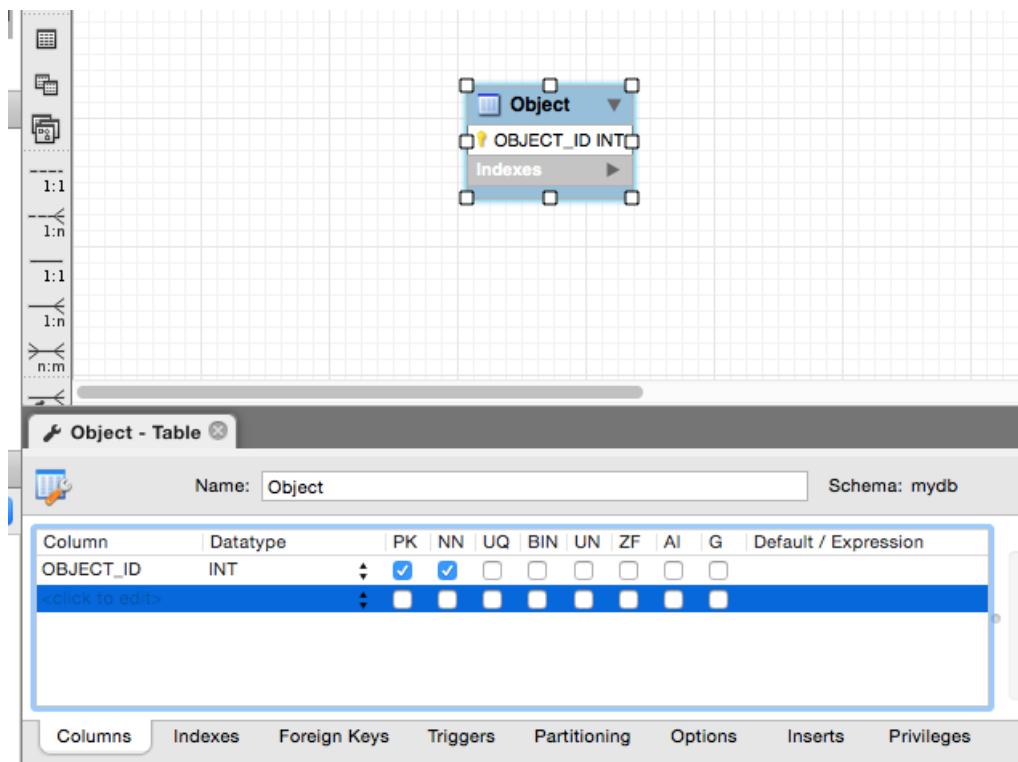 Object
OBJECT_ID INT
Indexes
1:1
1:n
1:1
1:n
n:m
Object - Table
Name: Object Schema: mydb
Column Datatype PK NN UQ BIN UN ZF AI G Default / Expression
OBJECT_ID INT
<click to edit>
Columns Indexes Foreign Keys Triggers Partitioning Options Inserts Privileges